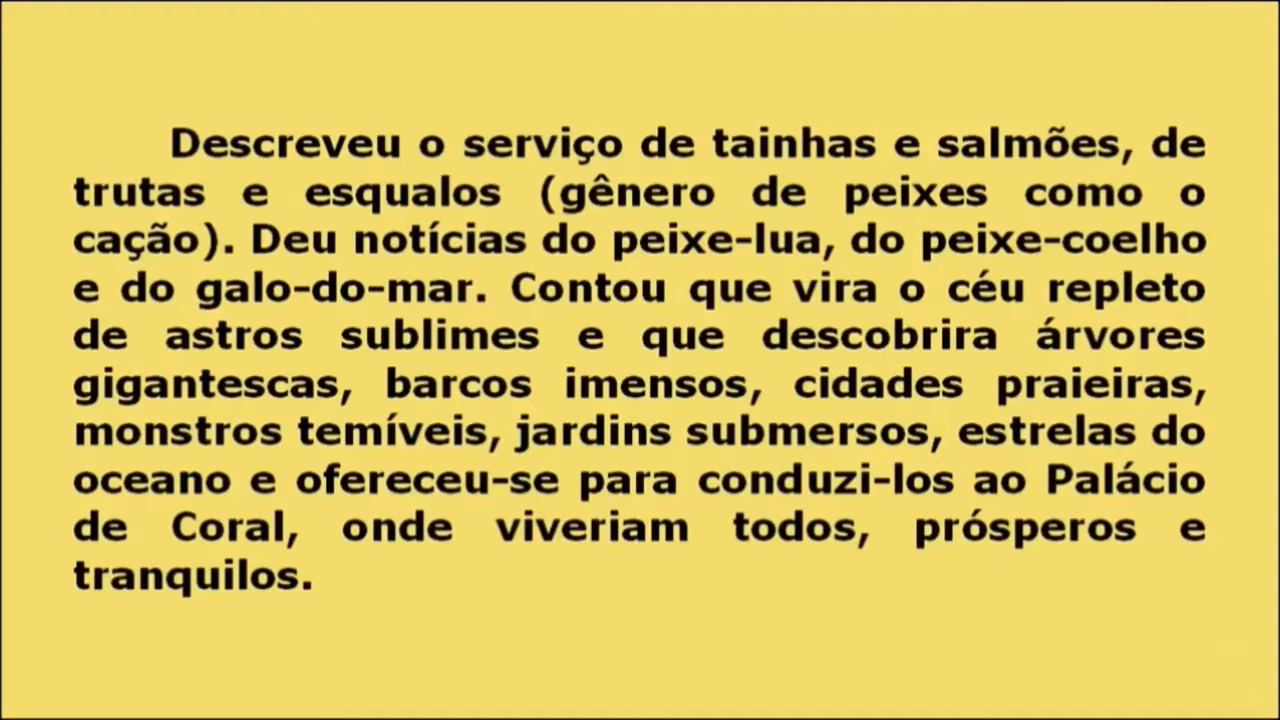 Descreveu o serviço de tainhas e salmões, de
trutas e esqualos (gênero de peixes como o
cação). Deu notícias do peixe-lua, do peixe-coelho
e do galo-do-mar. Contou que vira o céu repleto
de astros sublimes e que descobrira árvores
gigantescas, barcos imensos, cidades praieiras,
monstros temíveis, jardins submersos, estrelas do
oceano e ofereceu-se para conduzi-los ao Palácio
de Coral, onde viveriam todos, prósperos e
tranquilos.